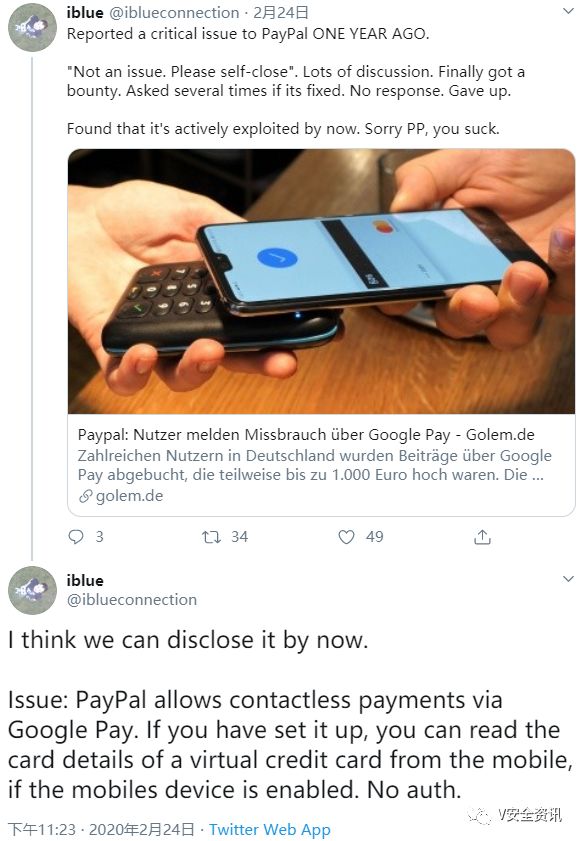 iblue @iblueconnection · 2月24日
Reported a critical issue to PayPal ONE YEAR AGO.
"Not an issue. Please self-close". Lots of discussion. Finally got a
bounty. Asked several times if its fixed. No response. Gave up.
Found that it's actively exploited by now. Sorry PP, you suck.
Paypal: Nutzer melden Missbrauch über Google Pay - Golem.de
Zahlreichen Nutzern in Deutschland wurden Beiträge über Google
Pay abgebucht, die teilweise bis zu 1.000 Euro hoch waren. Die ...
golem.de
3 34 49
iblue
@iblueconnection
I think we can disclose it by now.
Issue: PayPal allows contactless payments via
Google Pay. If you have set it up, you can read the
card details of a virtual credit card from the mobile,
if the mobiles device is enabled. No auth.
下午11:23 · 2020年2月24日 · Twitter Web App
V安全资讯